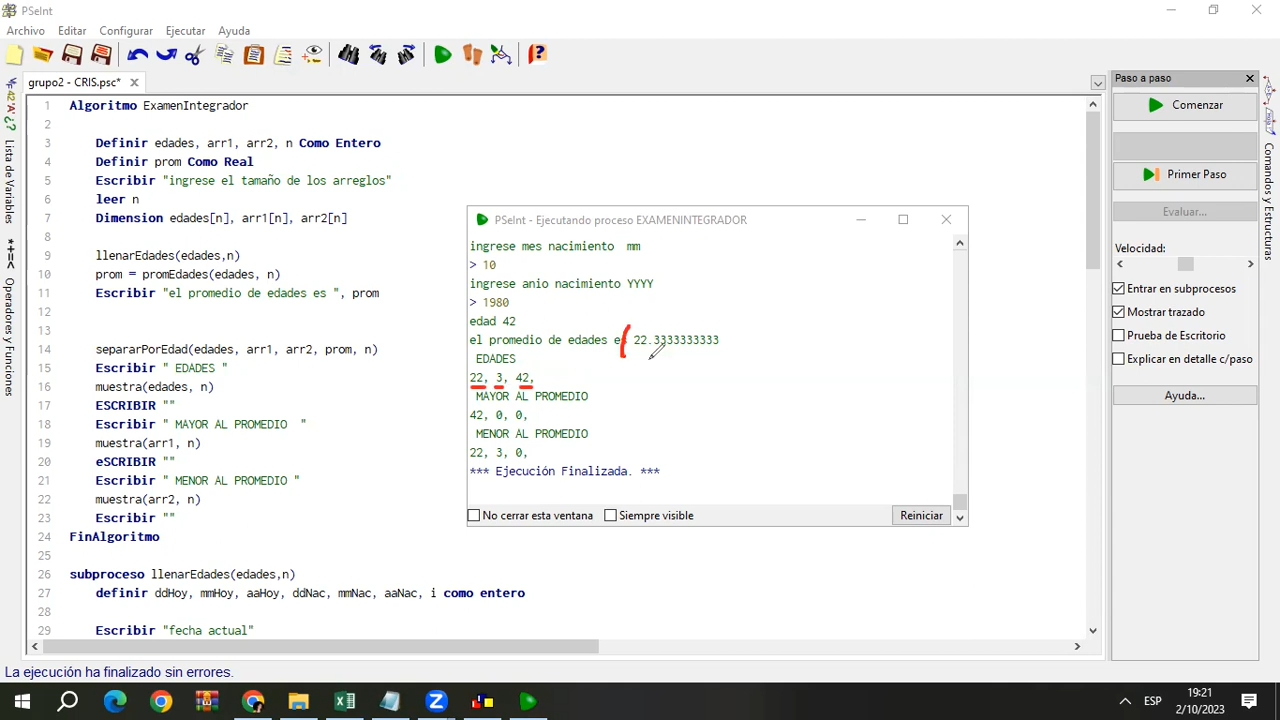 PSeInt
Archivo Editar Configurar Ejecutar Ayuda
grupo2 - CRIS.psc*
Lista de Variables
Operadores y Funciones
1 Algoritmo ExamenIntegrador
2
3 Definir edades, arr1, arr2, n Como Entero
4 Definir prom Como Real
5 Escribir "ingrese el tamaño de los arreglos"
6 leer n
7 Dimension edades[n], arr1[n], arr2[n]
8
9 llenarEdades(edades,n)
10 prom = promEdades(edades, n)
11 Escribir "el promedio de edades es ", prom
12
13
14 separarPorEdad(edades, arr1, arr2, prom, n)
15 Escribir " EDADES "
16 muestra(edades, n)
17 ESCRIBIR ""
18 Escribir " MAYOR AL PROMEDIO  "
19 muestra(arr1, n)
20 eSCRIBIR ""
21 Escribir " MENOR AL PROMEDIO "
22 muestra(arr2, n)
23 Escribir ""
24 FinAlgoritmo
25
26 subproceso llenarEdades(edades,n)
27 definir ddHoy, mmHoy, aaHoy, ddNac, mmNac, aaNac, i como entero
28
29 Escribir "fecha actual"
PSeInt - Ejecutando proceso EXAMENINTEGRADOR
ingrese mes nacimiento  mm
> 10
ingrese anio nacimiento YYYY
> 1980
edad 42
el promedio de edades es 22.3333333333
EDADES
22, 3, 42,
MAYOR AL PROMEDIO
42, 0, 0,
MENOR AL PROMEDIO
22, 3, 0,
*** Ejecución Finalizada. ***
No cerrar esta ventana Siempre visible Reiniciar
Paso a paso
Comenzar
Primer Paso
Evaluar...
Velocidad:
Entrar en subprocesos
Mostrar trazado
Prueba de Escritorio
Explicar en detalle c/paso
Ayuda...
Comandos y Estructuras
La ejecución ha finalizado sin errores.
ESP
19:21
2/10/2023